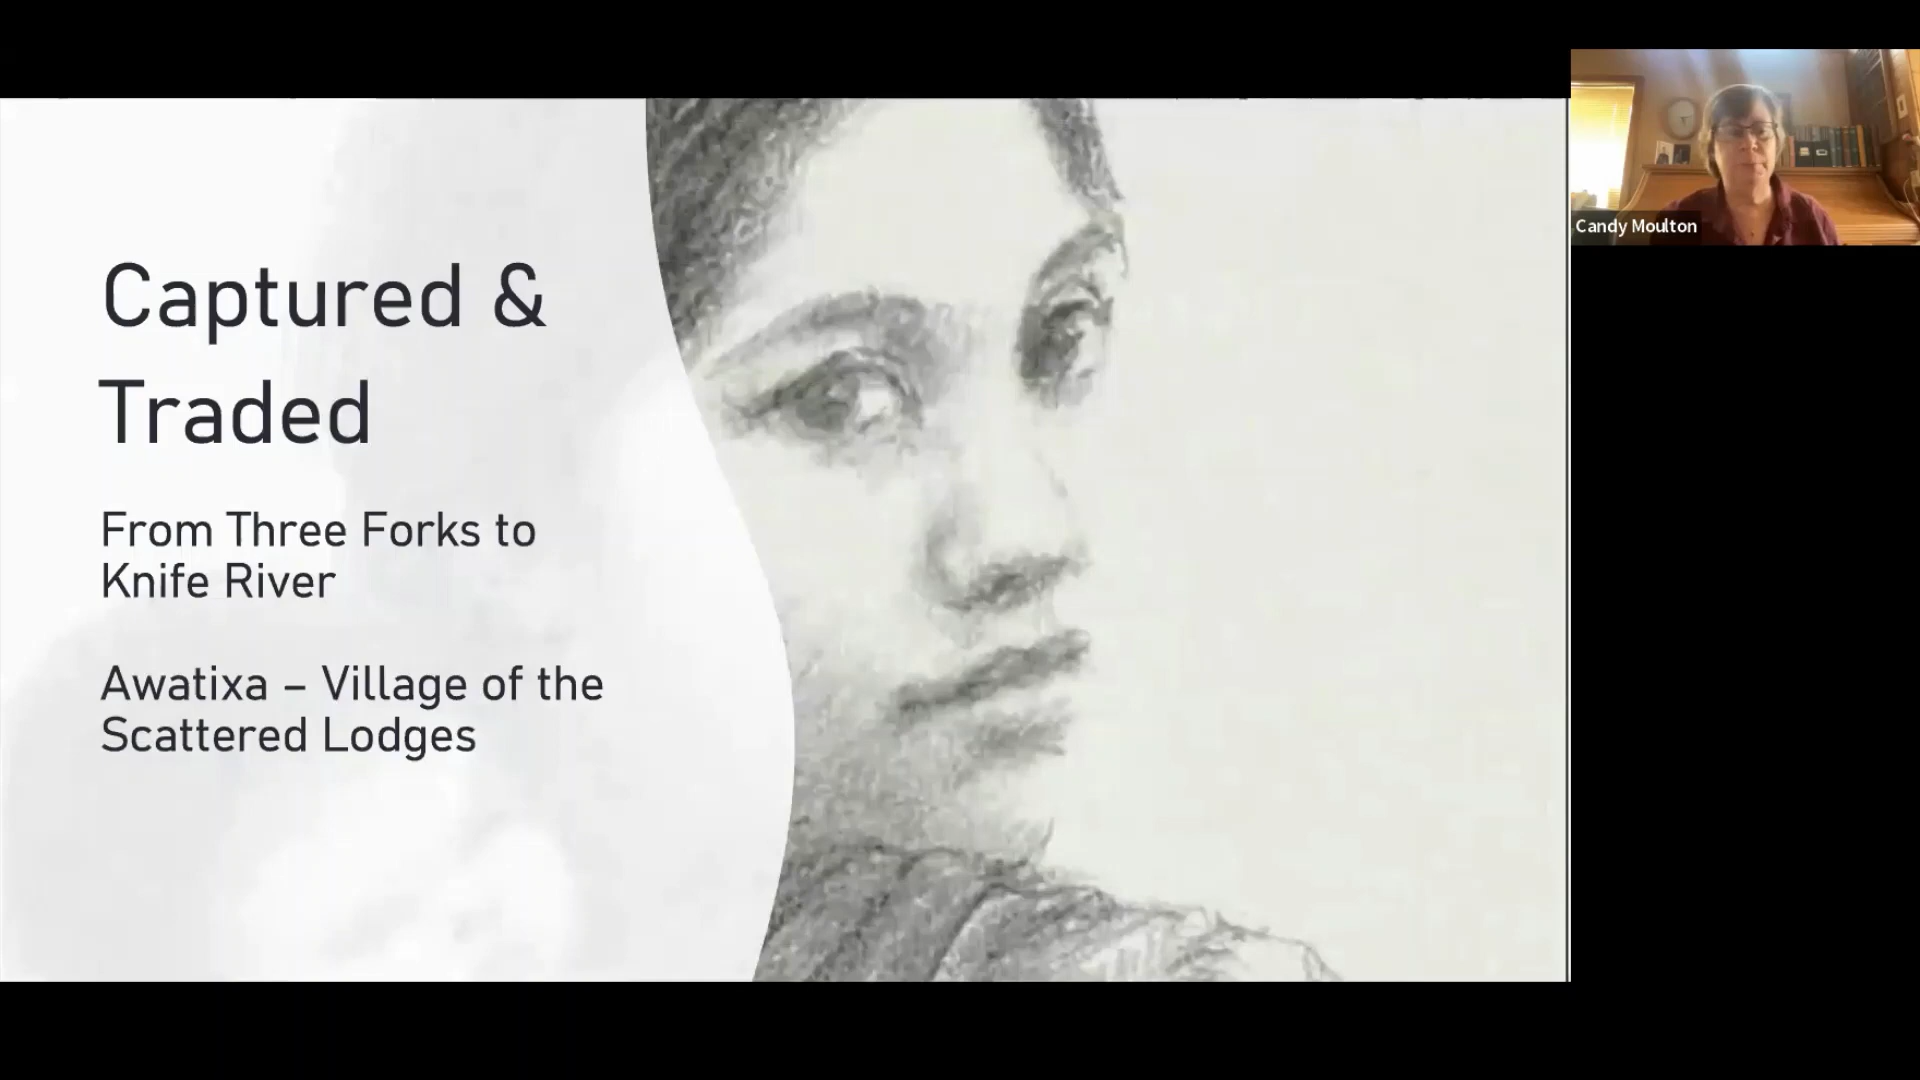 Captured &
Traded
From Three Forks to
Knife River
Awatixa – Village of the
Scattered Lodges
Candy Moulton